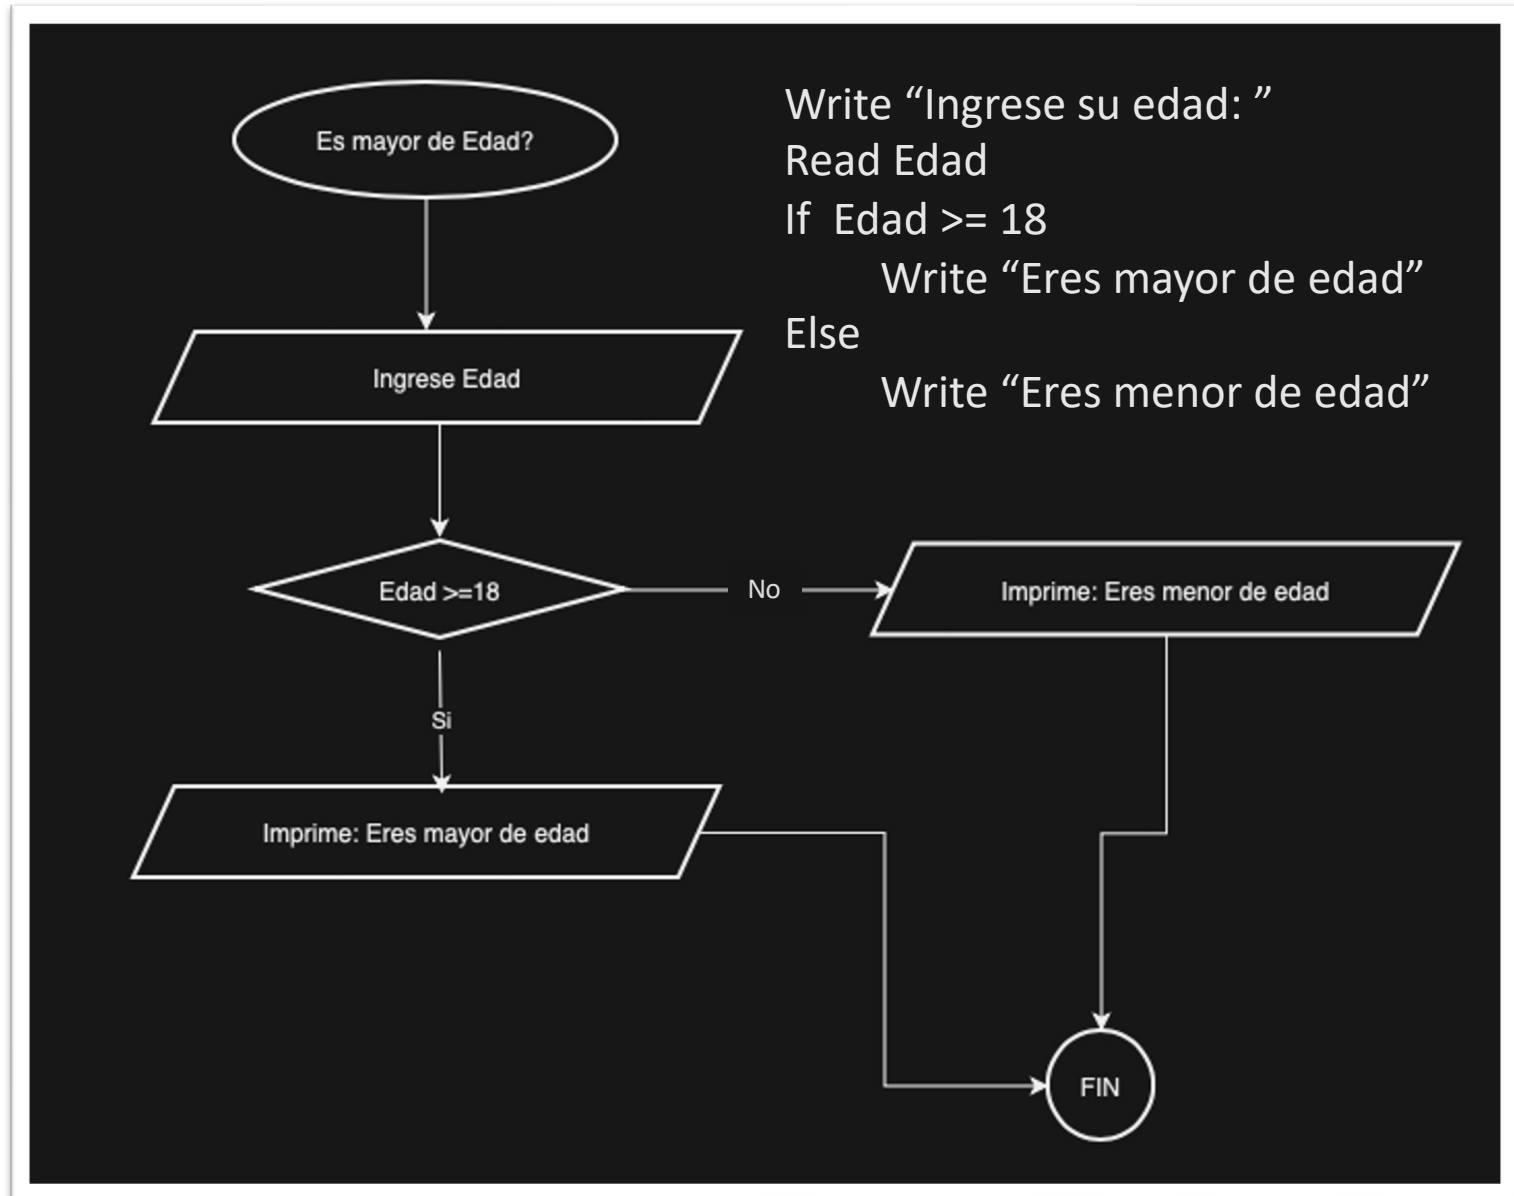 Es mayor de Edad?
Write “Ingrese su edad: ”
Read Edad
If  Edad >= 18
Write “Eres mayor de edad”
Else
Write “Eres menor de edad”
Ingrese Edad
Edad >=18
No
Imprime: Eres menor de edad
Si
Imprime: Eres mayor de edad
FIN